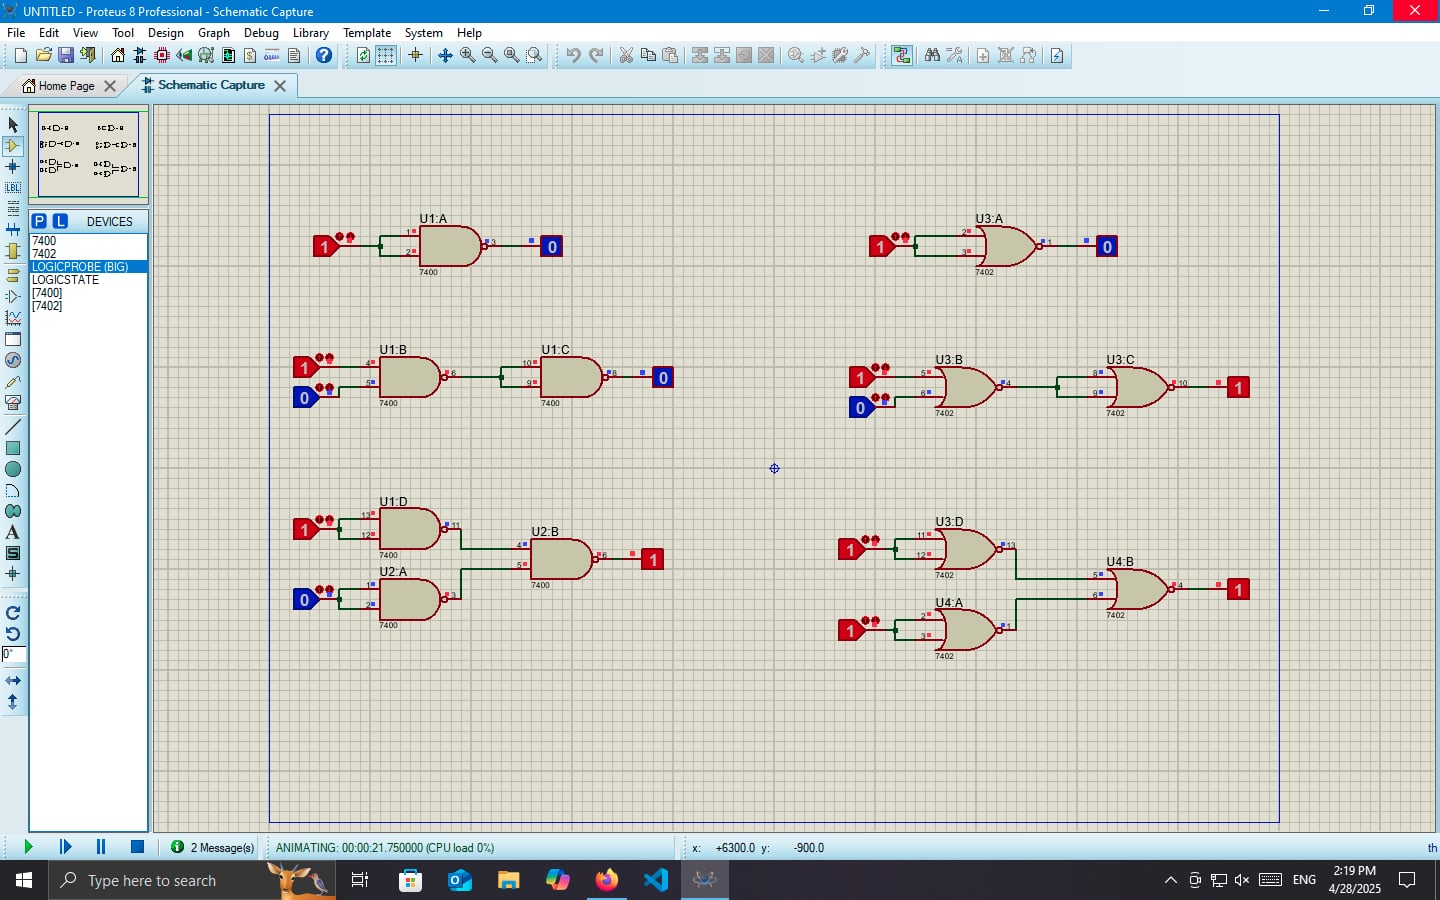 UNTITLED - Proteus 8 Professional - Schematic Capture
File Edit View Tool Design Graph Debug Library Template System Help
Home Page
Schematic Capture
P L DEVICES
7400
7402
LOGICPROBE (BIG)
LOGICSTATE
[7400]
[7402]
LBL
A
S
0°
U1:A
1
1
2
3
0
7400
U3:A
1
2
3
1
0
7402
U1:B
1
0
4
5
6
7400
U1:C
10
9
8
0
7400
U3:B
1
0
5
6
4
7402
U3:C
8
9
10
1
7402
U1:D
1
13
12
11
7400
U2:A
0
1
2
3
7400
U2:B
4
5
6
1
7400
U3:D
1
11
12
13
7402
U4:A
1
2
3
1
7402
U4:B
5
6
4
1
7402
2 Message(s)
ANIMATING: 00:00:21.750000 (CPU load 0%)
x: +6300.0 y: -900.0
th
Type here to search
ENG
2:19 PM
4/28/2025